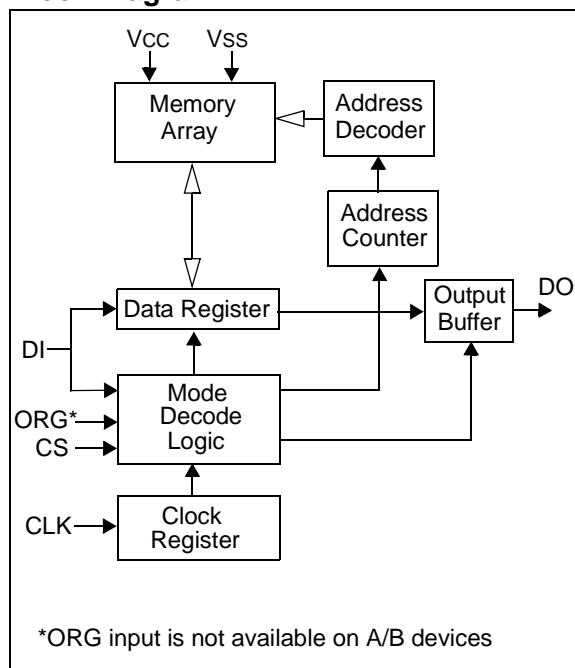 VCC VSS
Memory
Array
Address
Decoder
Address
Counter
Data Register
Output
Buffer
DO
DI
Mode
Decode
Logic
ORG*
CS
CLK
Clock
Register
*ORG input is not available on A/B devices